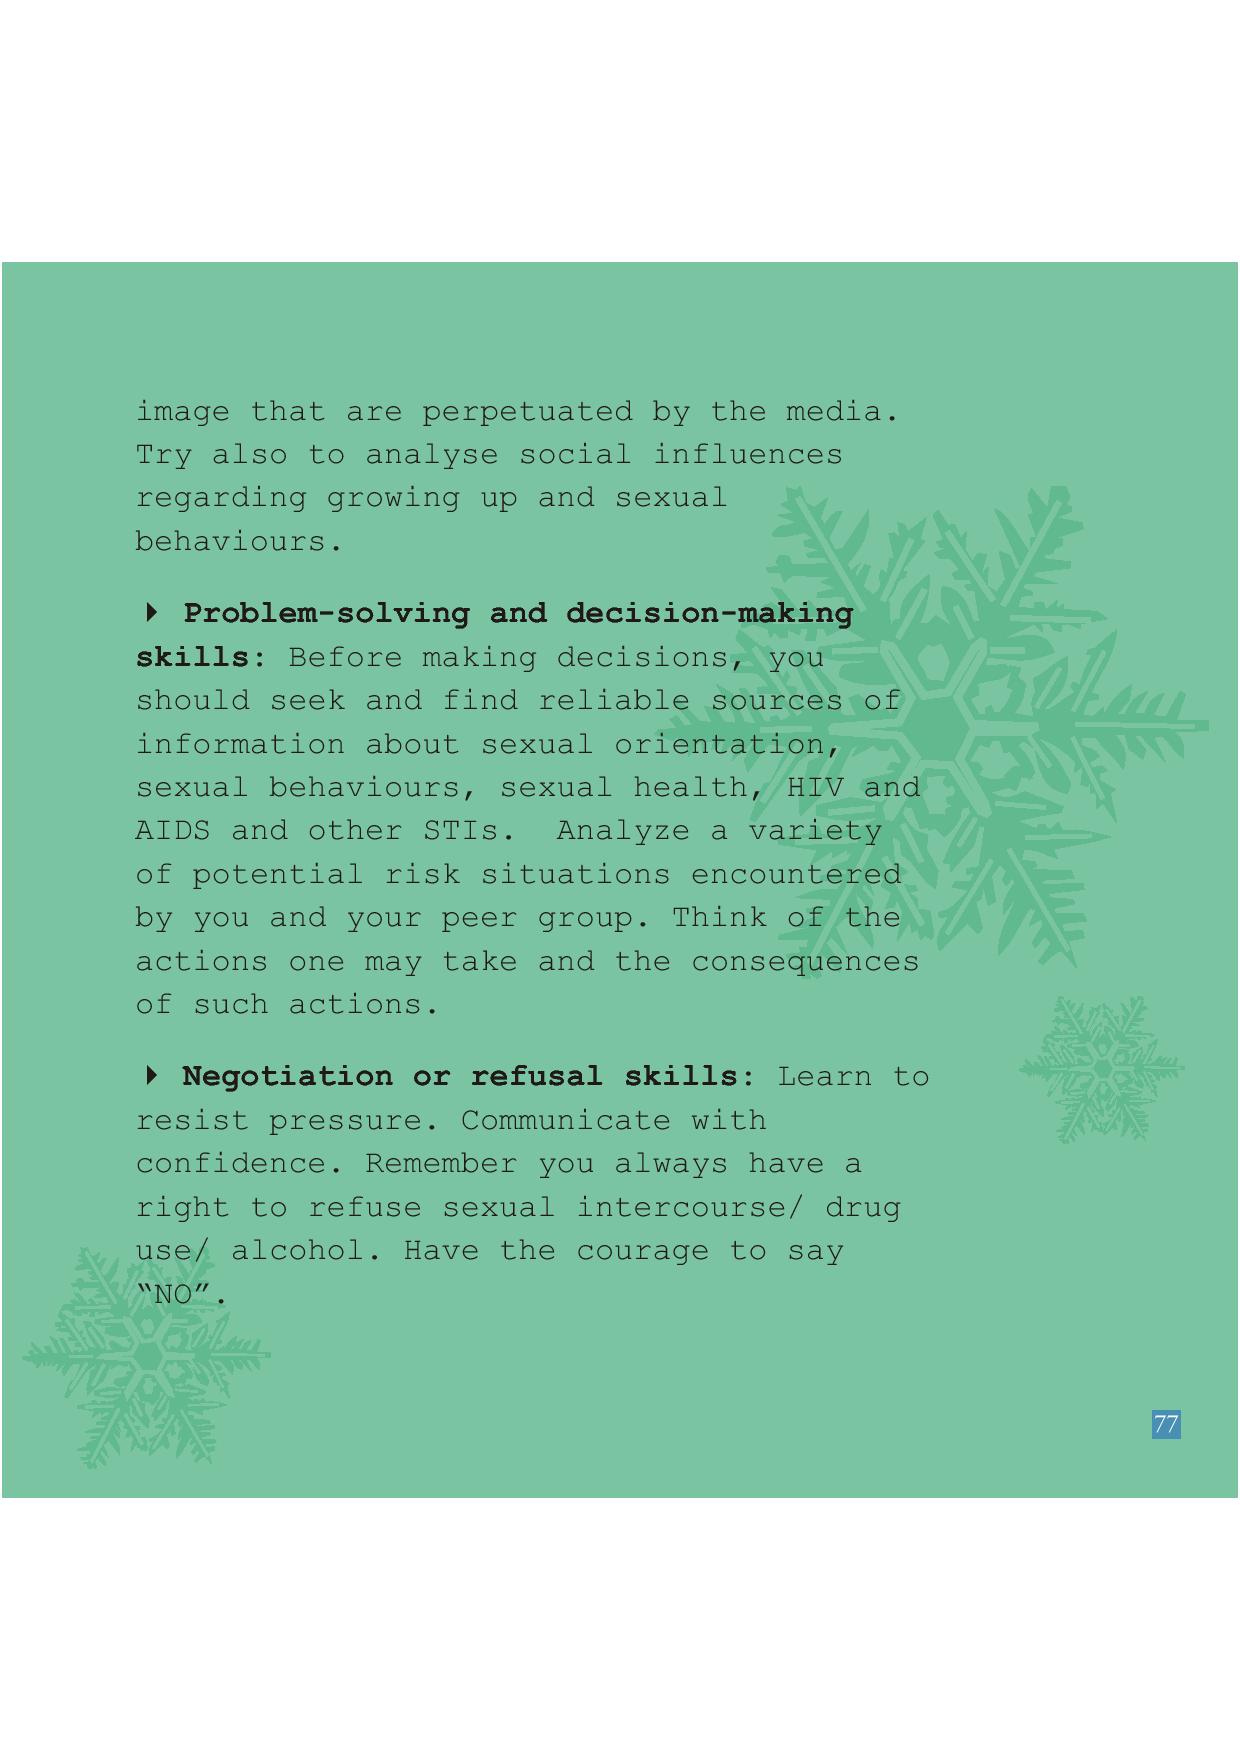 image that are perpetuated by the media.
Try also to analyse social influences
regarding growing up and sexual
behaviours.
‣ Problem-solving and decision-making
skills: Before making decisions, you
should seek and find reliable sources of
information about sexual orientation,
sexual behaviours, sexual health, HIV and
AIDS and other STIs.  Analyze a variety
of potential risk situations encountered
by you and your peer group. Think of the
actions one may take and the consequences
of such actions.
‣ Negotiation or refusal skills: Learn to
resist pressure. Communicate with
confidence. Remember you always have a
right to refuse sexual intercourse/ drug
use/ alcohol. Have the courage to say
“NO”.
77